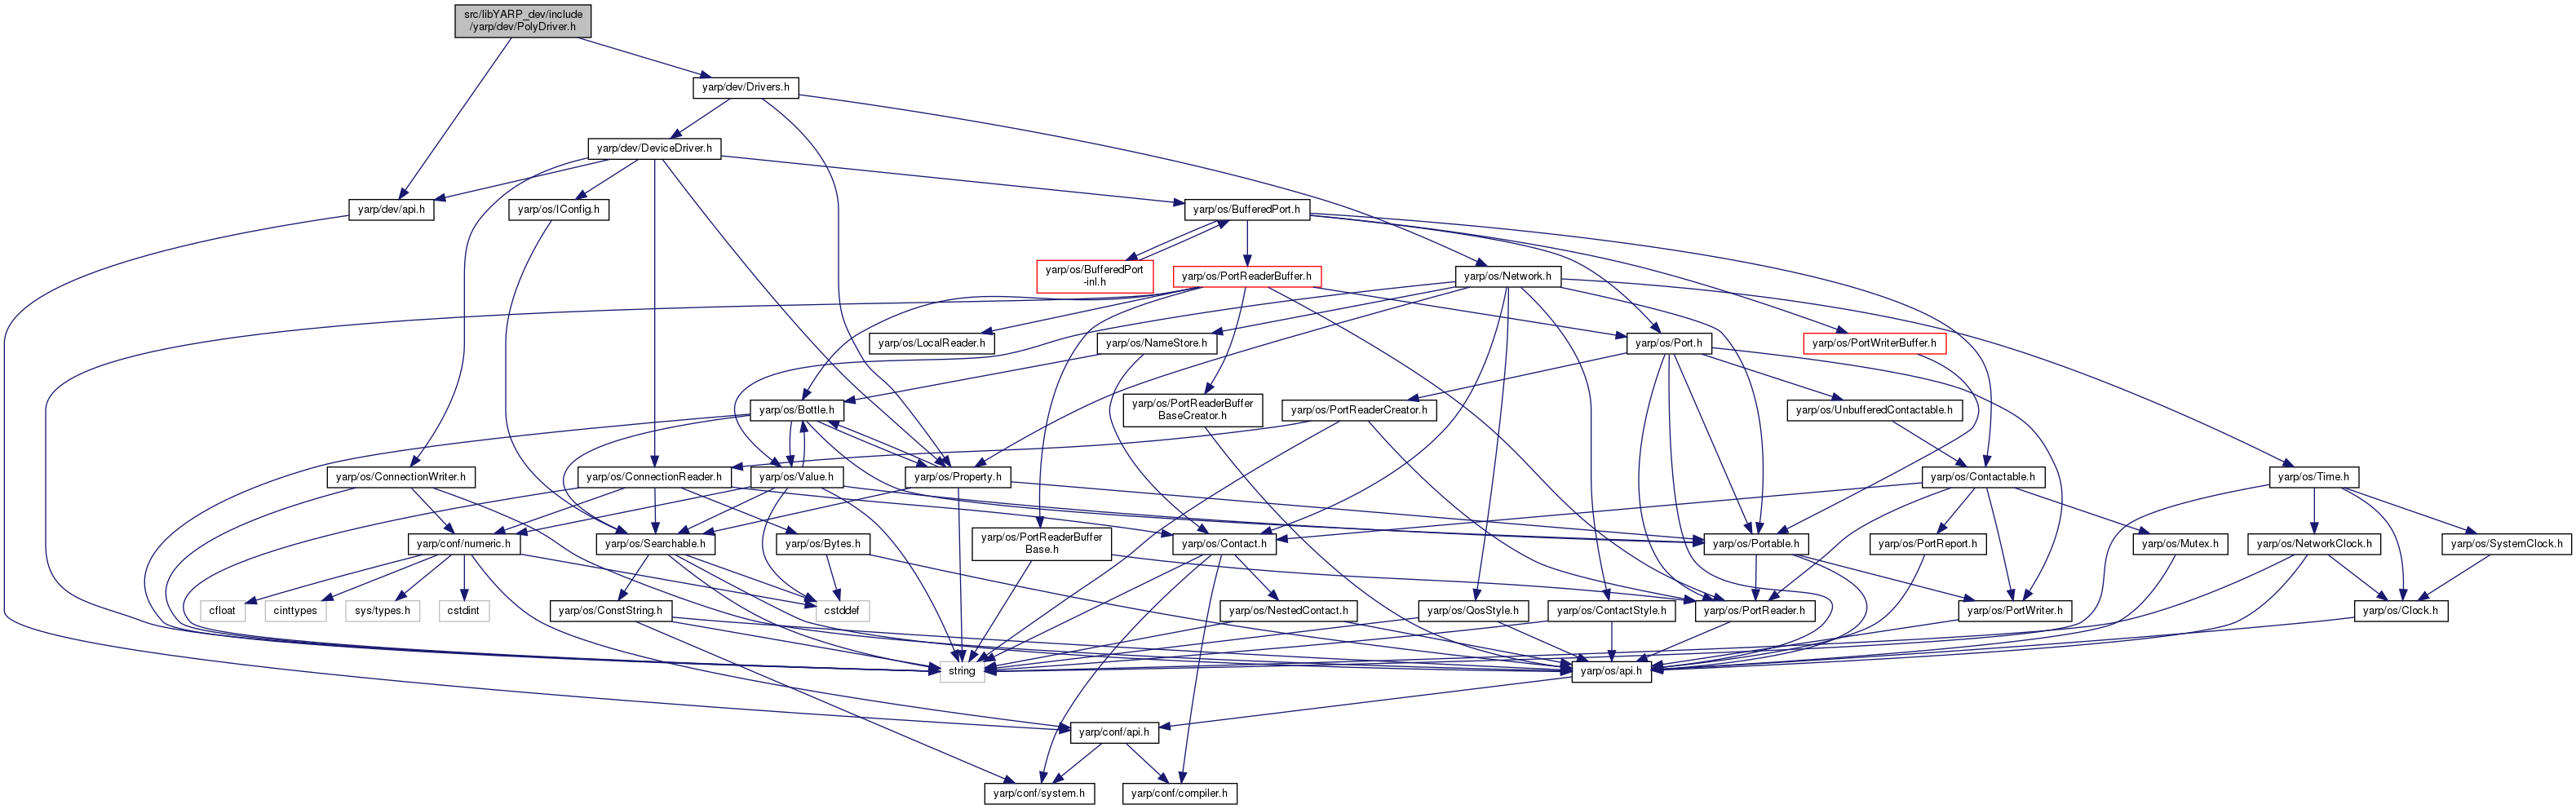 src/libYARP_dev/include
/yarp/dev/PolyDriver.h
yarp/dev/Drivers.h
yarp/dev/DeviceDriver.h
yarp/dev/api.h
yarp/os/IConfig.h
yarp/os/BufferedPort.h
yarp/os/BufferedPort
-inl.h
yarp/os/PortReaderBuffer.h
yarp/os/Network.h
yarp/os/LocalReader.h
yarp/os/NameStore.h
yarp/os/Port.h
yarp/os/PortWriterBuffer.h
yarp/os/Bottle.h
yarp/os/PortReaderBuffer
BaseCreator.h
yarp/os/PortReaderCreator.h
yarp/os/UnbufferedContactable.h
yarp/os/ConnectionWriter.h
yarp/os/ConnectionReader.h
yarp/os/Value.h
yarp/os/Property.h
yarp/os/Contactable.h
yarp/os/Time.h
yarp/conf/numeric.h
yarp/os/Searchable.h
yarp/os/Bytes.h
yarp/os/PortReaderBuffer
Base.h
yarp/os/Contact.h
yarp/os/Portable.h
yarp/os/PortReport.h
yarp/os/Mutex.h
yarp/os/NetworkClock.h
yarp/os/SystemClock.h
cfloat
cinttypes
sys/types.h
cstdint
yarp/os/ConstString.h
cstddef
yarp/os/NestedContact.h
yarp/os/QosStyle.h
yarp/os/ContactStyle.h
yarp/os/PortReader.h
yarp/os/PortWriter.h
yarp/os/Clock.h
string
yarp/os/api.h
yarp/conf/api.h
yarp/conf/system.h
yarp/conf/compiler.h